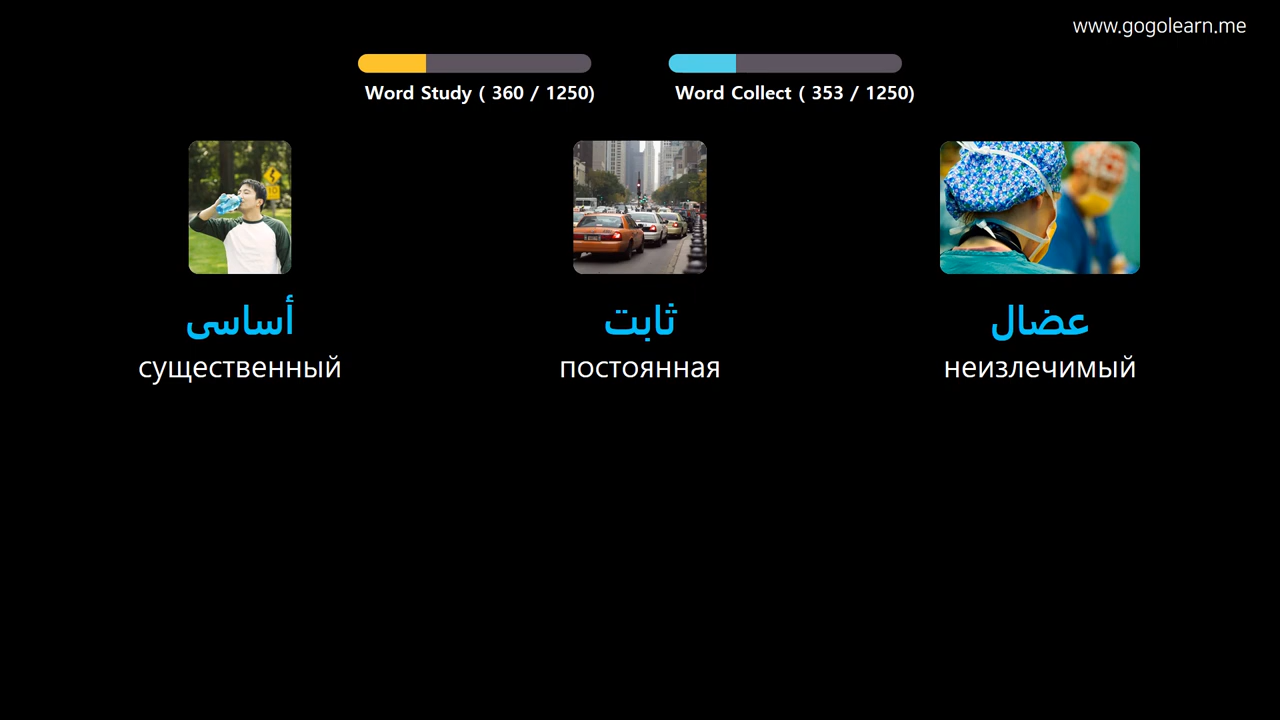 www.gogolearn.me
Word Study ( 360 / 1250)
Word Collect ( 353 / 1250)
أساسى
ثابت
عضال
существенный
постоянная
неизлечимый